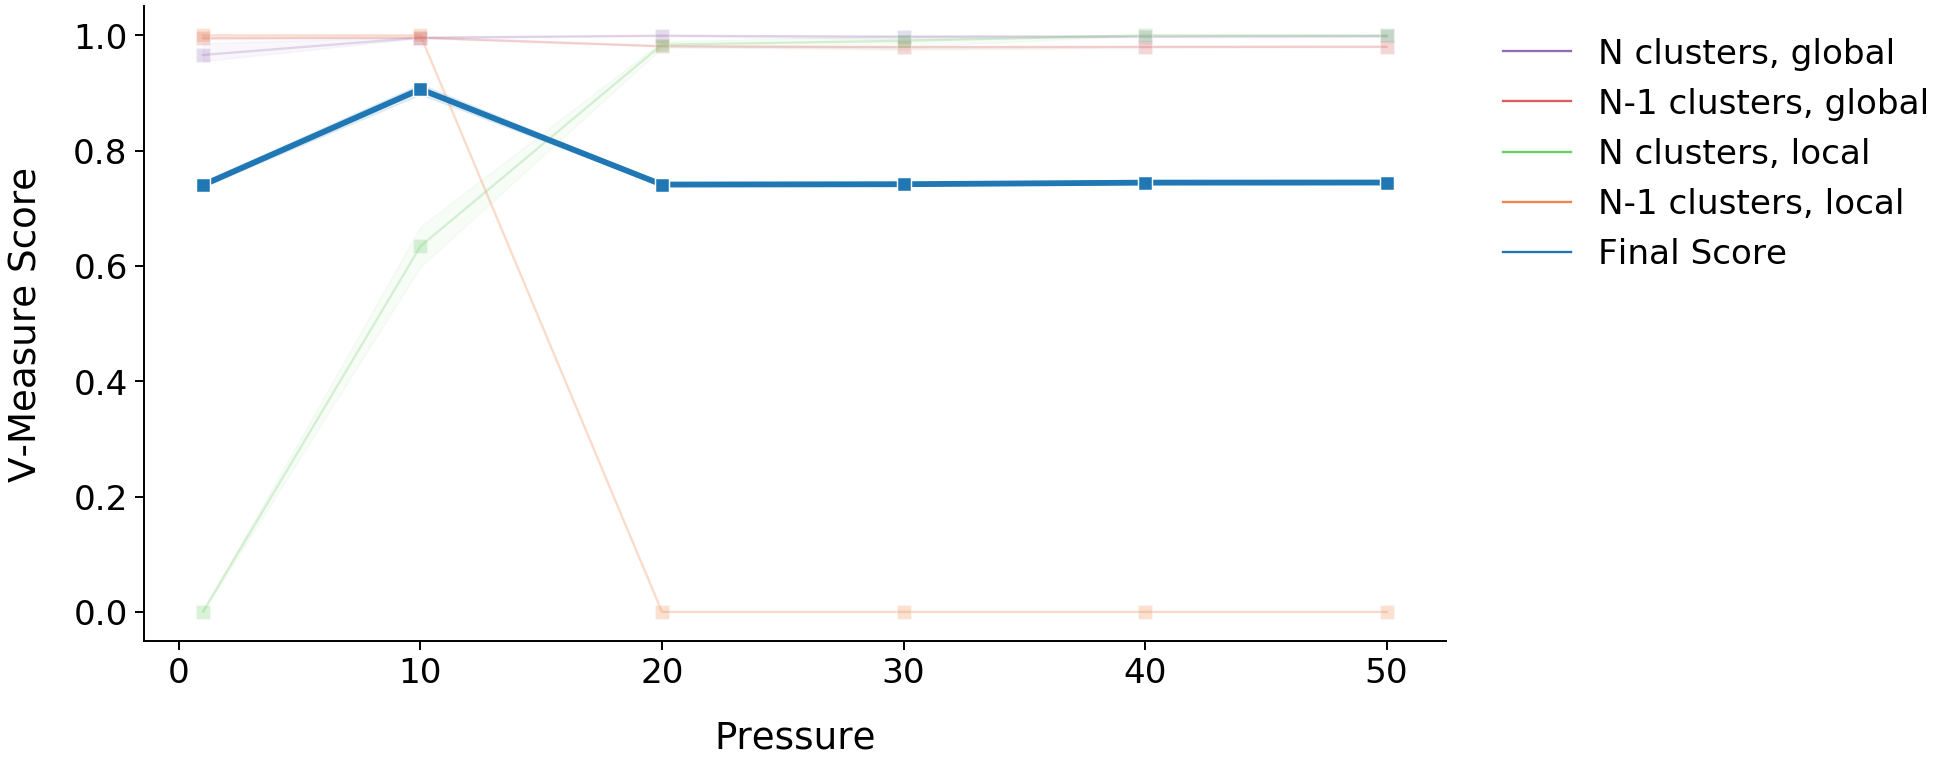 1.0
0.8
0.6
0.4
0.2
0.0
V-Measure Score
0 10 20 30 40 50
Pressure
N clusters, global
N-1 clusters, global
N clusters, local
N-1 clusters, local
Final Score